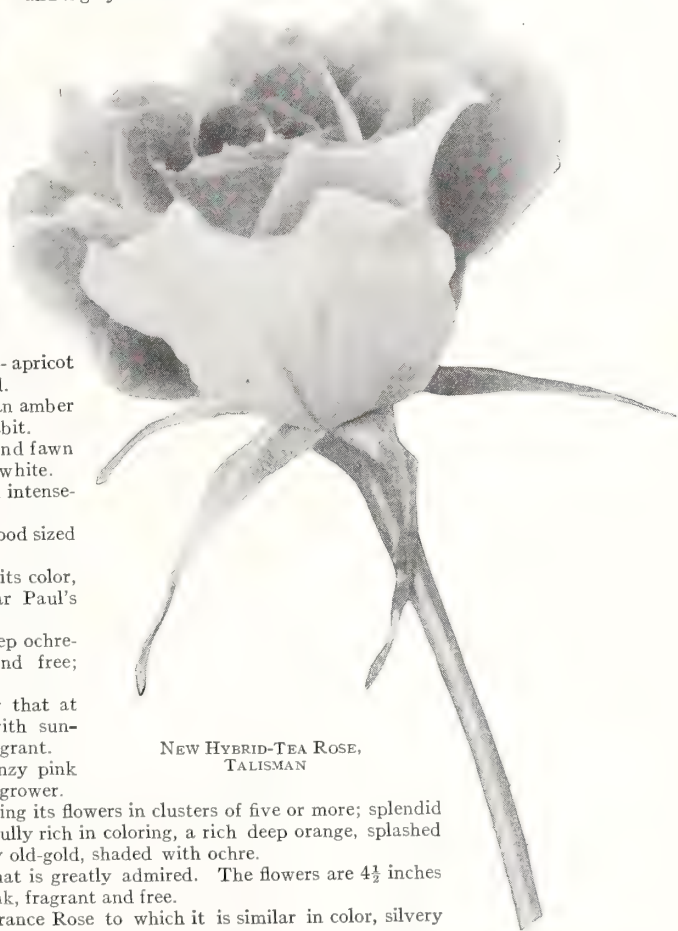 - apricot
amber
bit.
nd fawn
white.
intense-
ood sized
its color,
Paul's
ep ochre-
nd free;
that at
ith sun-
grant.
NEW HYBRID-TEA ROSE,
TALISMAN
nzy pink
grower.
ing its flowers in clusters of five or more; splendid
ully rich in coloring, a rich deep orange, splashed
old-gold, shaded with ochre.
at is greatly admired. The flowers are 4½ inches
k, fragrant and free.
rance Rose to which it is similar in color, silvery